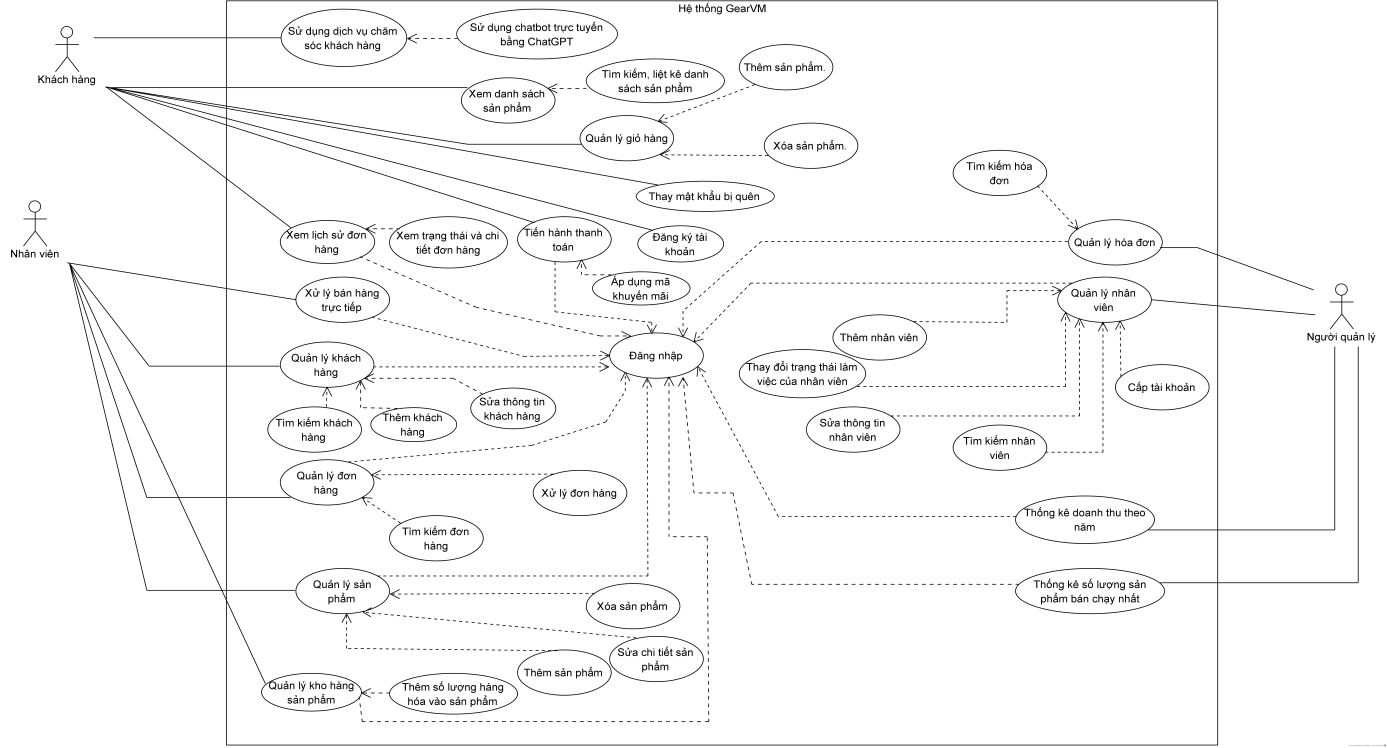 Hệ thống GearVM
Sử dụng dịch vụ chăm
sóc khách hàng
Sử dụng chatbot trực tuyến
bằng ChatGPT
Khách hàng
Thêm sản phẩm.
Tìm kiếm, liệt kê danh
sách sản phẩm
Xem danh sách
sản phẩm
Quản lý giỏ hàng
Xóa sản phẩm.
Tìm kiếm hóa
đơn
Thay mật khẩu bị quên
Nhân viên
Xem lịch sử đơn
hàng
Xem trạng thái và chi
tiết đơn hàng
Tiến hành thanh
toán
Đăng ký tài
khoản
Quản lý hóa đơn
Áp dụng mã
khuyến mãi
Xử lý bán hàng
trực tiếp
Quản lý nhân
viên
Người quản lý
Thêm nhân viên
Đăng nhập
Quản lý khách
hàng
Thay đổi trạng thái làm
việc của nhân viên
Cấp tài khoản
Sửa thông tin
khách hàng
Tìm kiếm khách
hàng
Thêm khách
hàng
Sửa thông tin
nhân viên
Tìm kiếm nhân
viên
Quản lý đơn
hàng
Xử lý đơn hàng
Tìm kiếm đơn
hàng
Thống kê doanh thu theo
năm
Quản lý sản
phẩm
Xóa sản phẩm
Thống kê số lượng sản
phẩm bán chạy nhất
Sửa chi tiết sản
phẩm
Thêm sản phẩm
Quản lý kho hàng
sản phẩm
Thêm số lượng hàng
hóa vào sản phẩm